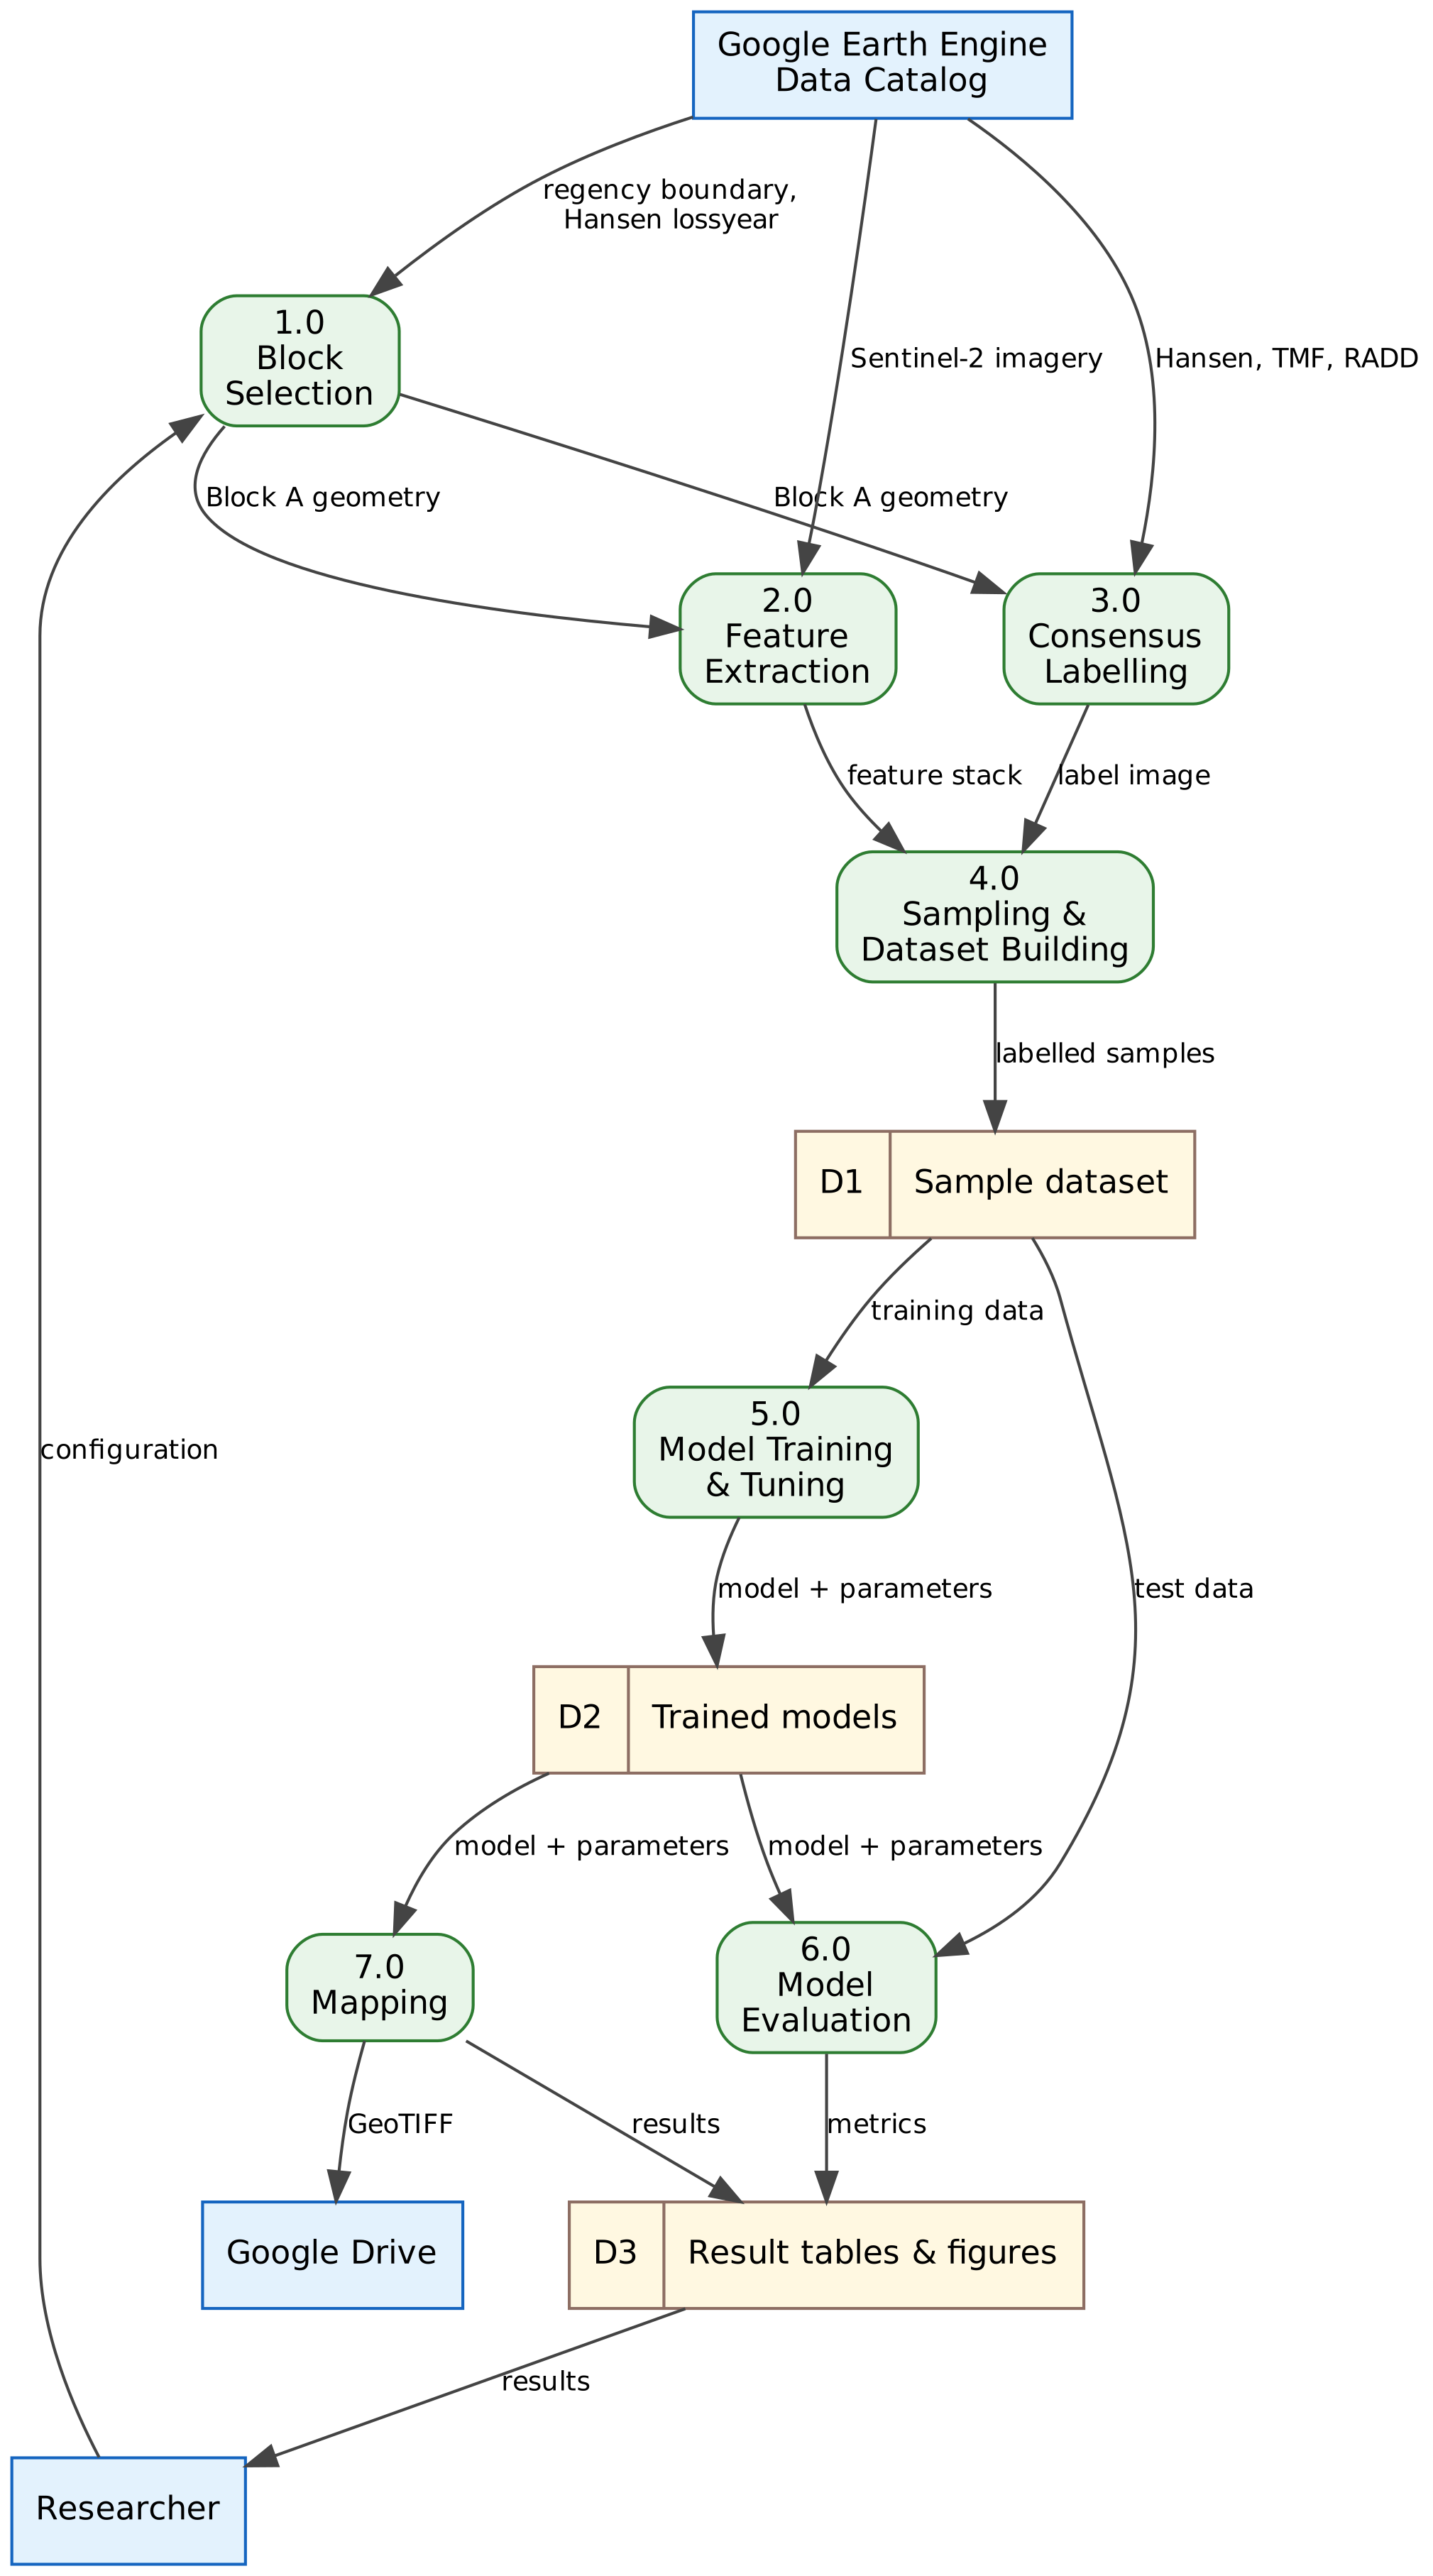 Google Earth Engine
Data Catalog
regency boundary,
Hansen lossyear
1.0
Block
Selection
Sentinel-2 imagery
Hansen, TMF, RADD
Block A geometry
Block A geometry
2.0
Feature
Extraction
3.0
Consensus
Labelling
feature stack
label image
4.0
Sampling &
Dataset Building
labelled samples
D1
Sample dataset
training data
5.0
Model Training
& Tuning
configuration
model + parameters
test data
D2
Trained models
model + parameters
model + parameters
7.0
Mapping
6.0
Model
Evaluation
GeoTIFF
results
metrics
Google Drive
D3
Result tables & figures
results
Researcher